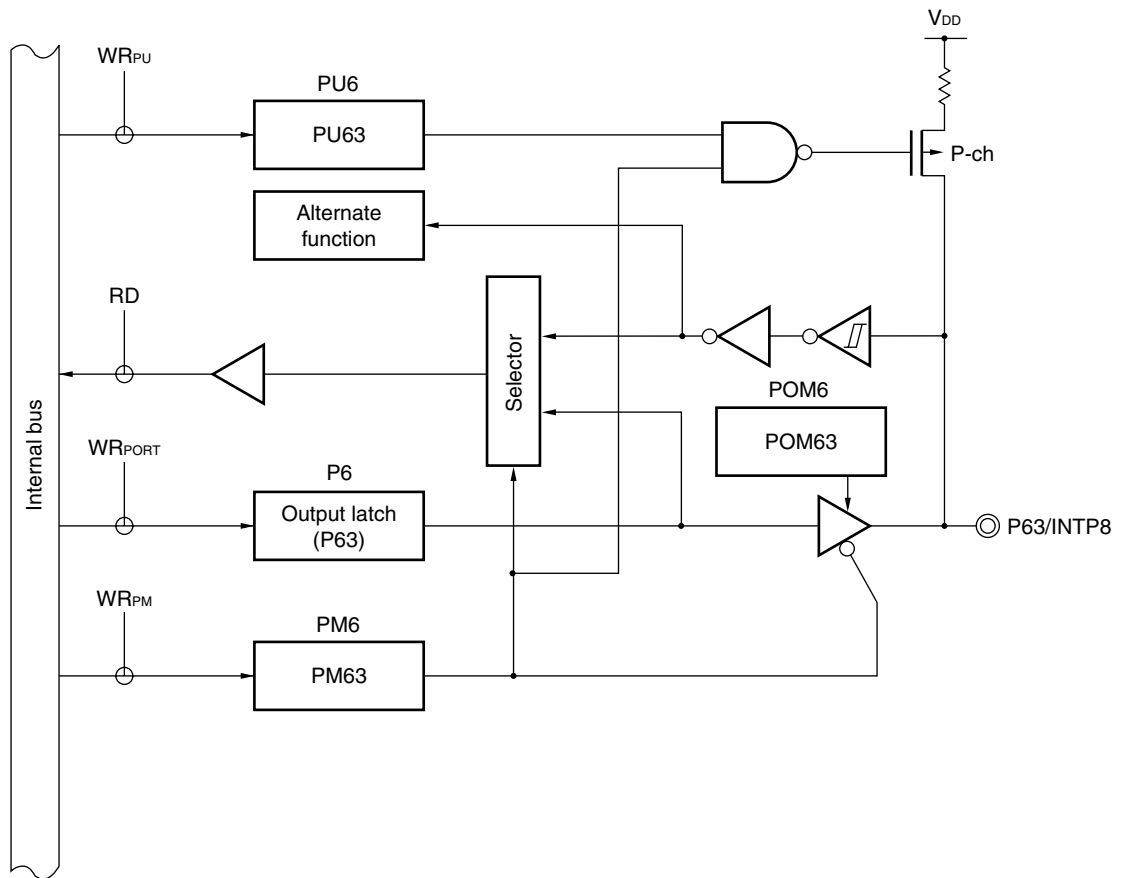 VDD
WRPU
PU6
PU63
P-ch
Alternate
function
RD
Selector
Internal bus
POM6
POM63
WRPORT
P6
Output latch
(P63)
P63/INTP8
WRPM
PM6
PM63